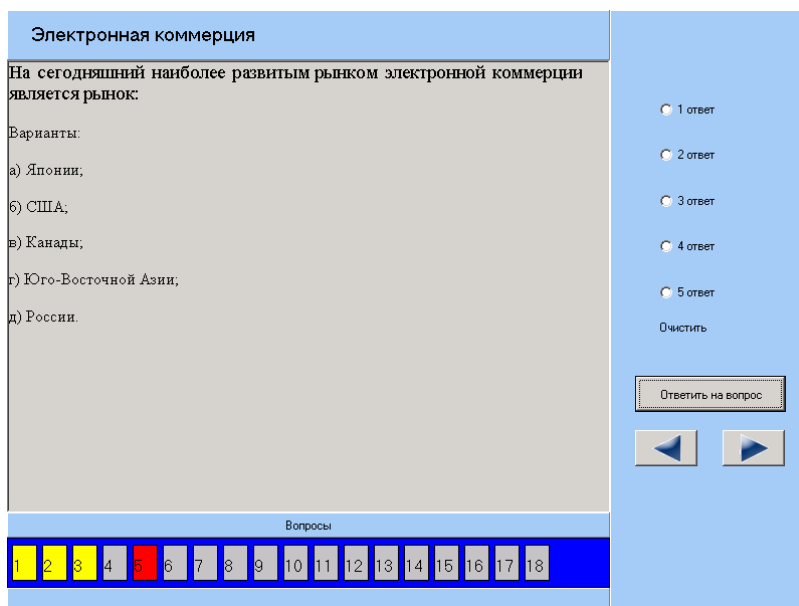 Электронная коммерция
На сегодняшний наиболее развитым рынком электронной коммерции
является рынок:
Варианты:
а) Японии;
б) США;
в) Канады;
г) Юго-Восточной Азии;
д) России.
1 ответ
2 ответ
3 ответ
4 ответ
5 ответ
Очистить
Ответить на вопрос
Вопросы
1 2 3 4 5 6 7 8 9 10 11 12 13 14 15 16 17 18